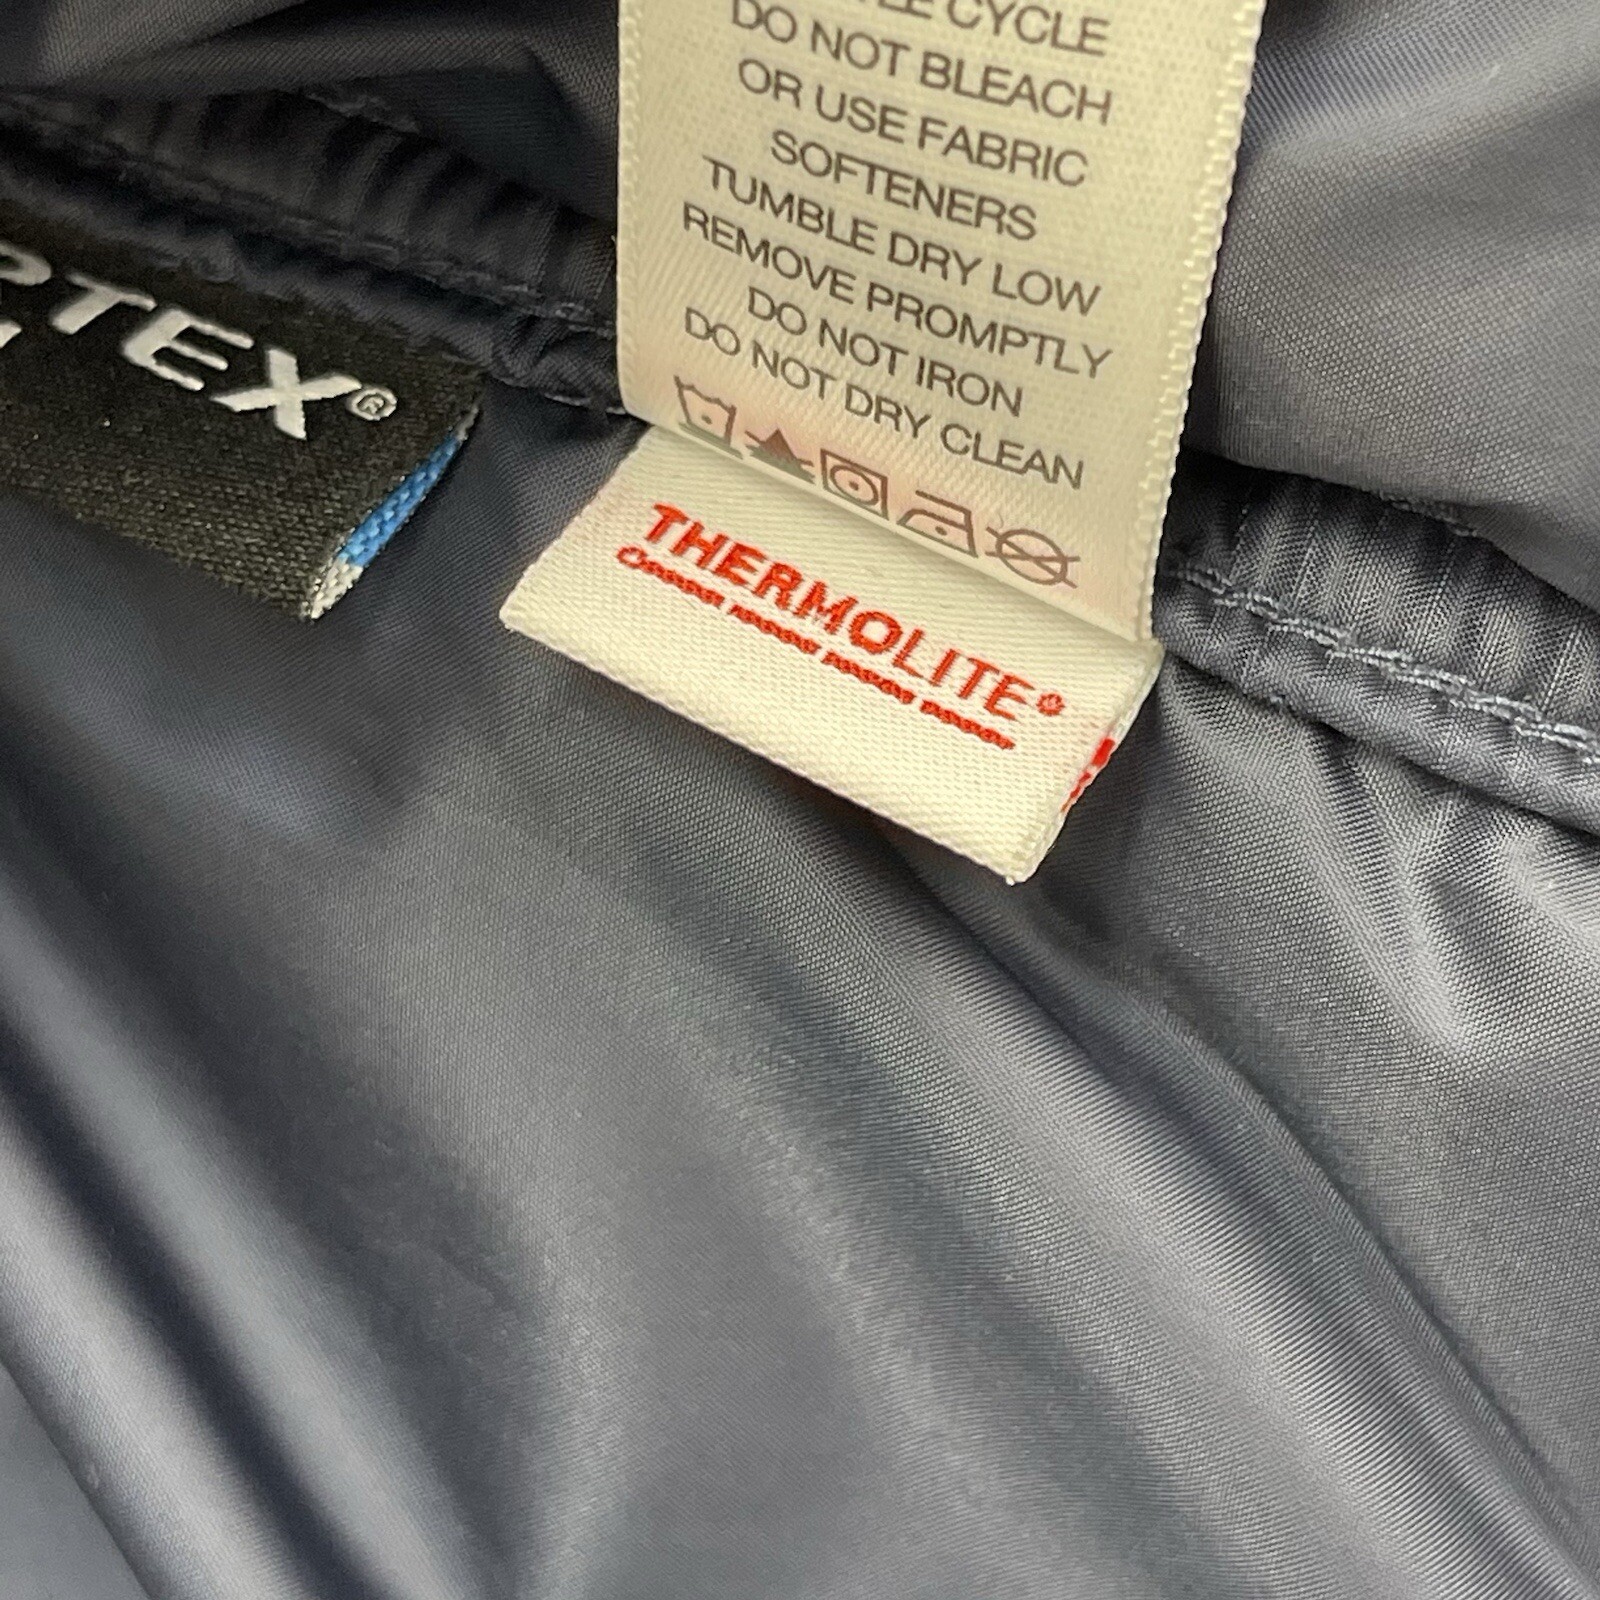 CYCLE
DO NOT BLEACH
OR USE FABRIC
SOFTENERS
TUMBLE DRY LOW
REMOVE PROMPTLY
DO NOT IRON
DO NOT DRY CLEAN
RTEX®
THERMOLITE®